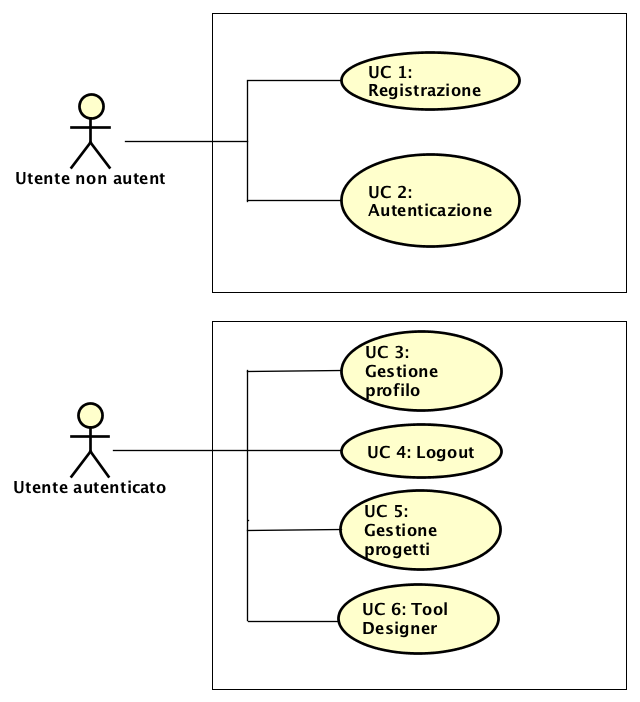 UC 1:
Registrazione
Utente non autent
UC 2:
Autenticazione
UC 3:
Gestione
profilo
UC 4: Logout
Utente autenticato
UC 5:
Gestione
progetti
UC 6: Tool
Designer